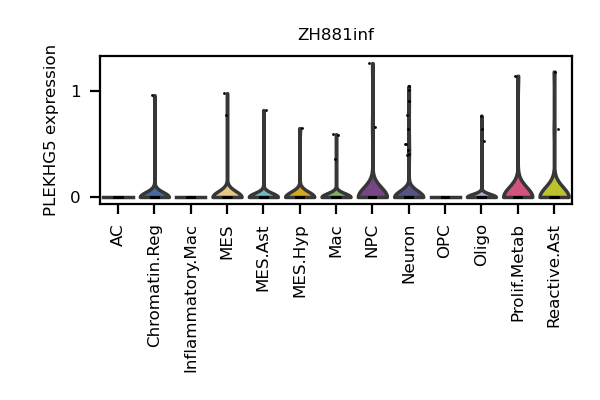 ZH881inf
PLEKHG5 expression
1
0
AC
Chromatin.Reg
Inflammatory.Mac
MES
MES.Ast
MES.Hyp
Mac
NPC
Neuron
OPC
Oligo
Prolif.Metab
Reactive.Ast